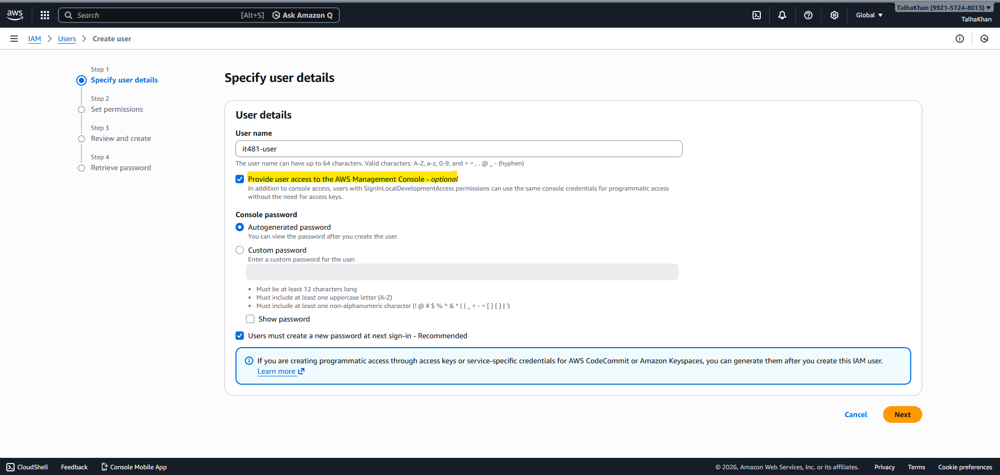 aws
Search
[Alt+S]
Ask Amazon Q
Global
TalhaKhan (9921-5124-8013)
TalhaKhan
IAM
Users
Create user
Step 1
Specify user details
Step 2
Set permissions
Step 3
Review and create
Step 4
Retrieve password
Specify user details
User details
User name
it481-user
The user name can have up to 64 characters. Valid characters: A-Z, a-z, 0-9, and + = , . @ _ - (hyphen)
Provide user access to the AWS Management Console - optional
In addition to console access, users with SignInLocalDevelopmentAccess permissions can use the same console credentials for programmatic access
without the need for access keys.
Console password
Autogenerated password
You can view the password after you create the user.
Custom password
Enter a custom password for the user.
• Must be at least 12 characters long
• Must include at least one uppercase letter (A-Z)
• Must include at least one non-alphanumeric character (! @ # $ % ^ & * ( ) _ + - = [ ] { } | ')
Show password
Users must create a new password at next sign-in - Recommended
If you are creating programmatic access through access keys or service-specific credentials for AWS CodeCommit or Amazon Keyspaces, you can generate them after you create this IAM user.
Learn more
Cancel
Next
CloudShell
Feedback
Console Mobile App
© 2026, Amazon Web Services, Inc. or its affiliates.
Privacy
Terms
Cookie preferences